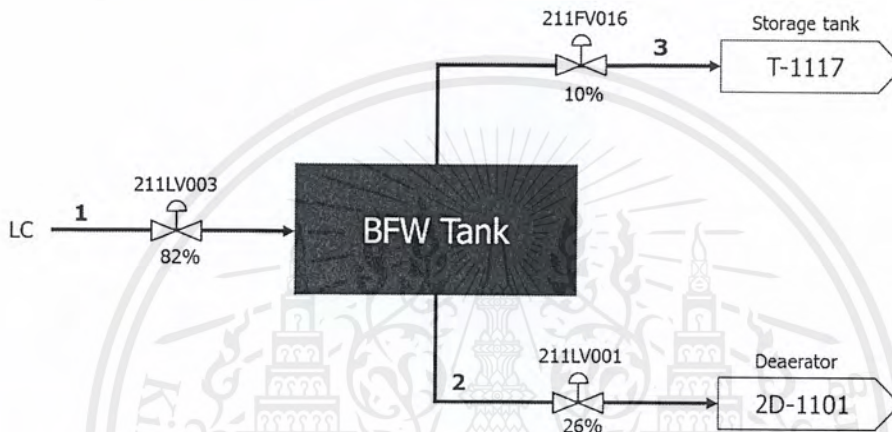 211FV016
3
Storage tank
T-1117
10%
211LV003
LC
1
82%
BFW Tank
211LV001
2
Deaerator
2D-1101
26%